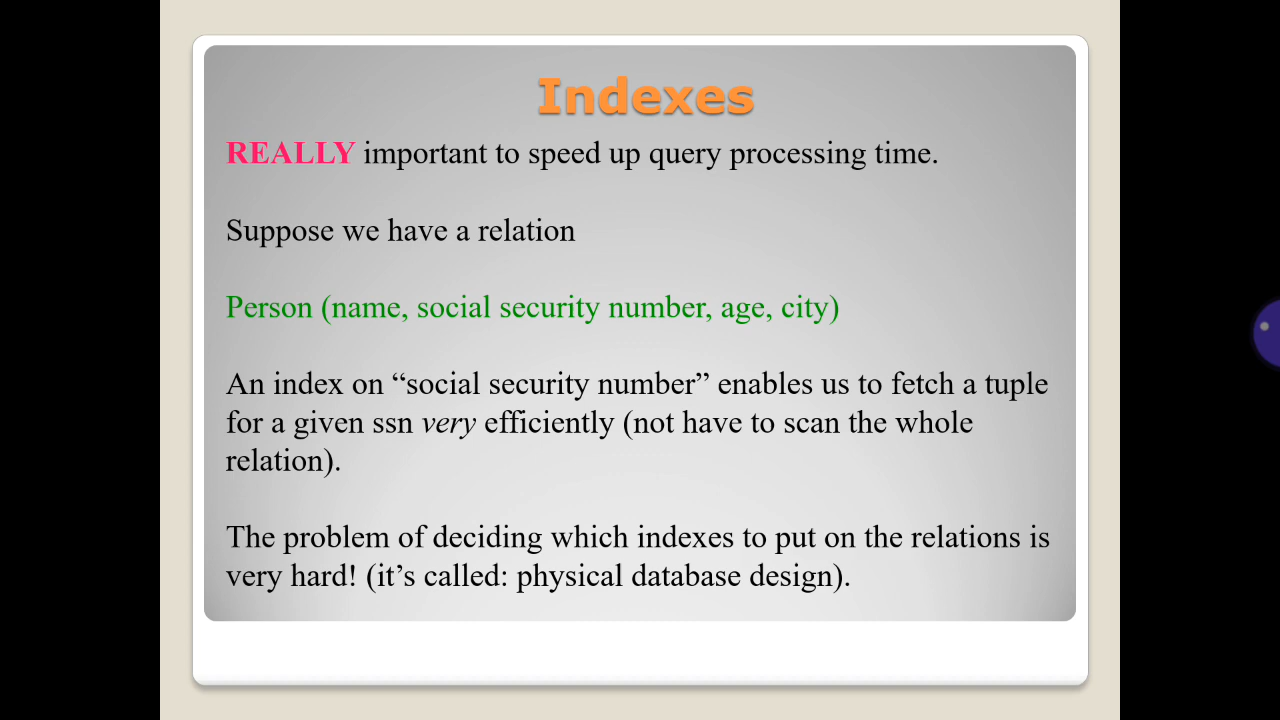 Indexes
REALLY important to speed up query processing time.
Suppose we have a relation
Person (name, social security number, age, city)
An index on “social security number” enables us to fetch a tuple
for a given ssn very efficiently (not have to scan the whole
relation).
The problem of deciding which indexes to put on the relations is
very hard! (it’s called: physical database design).